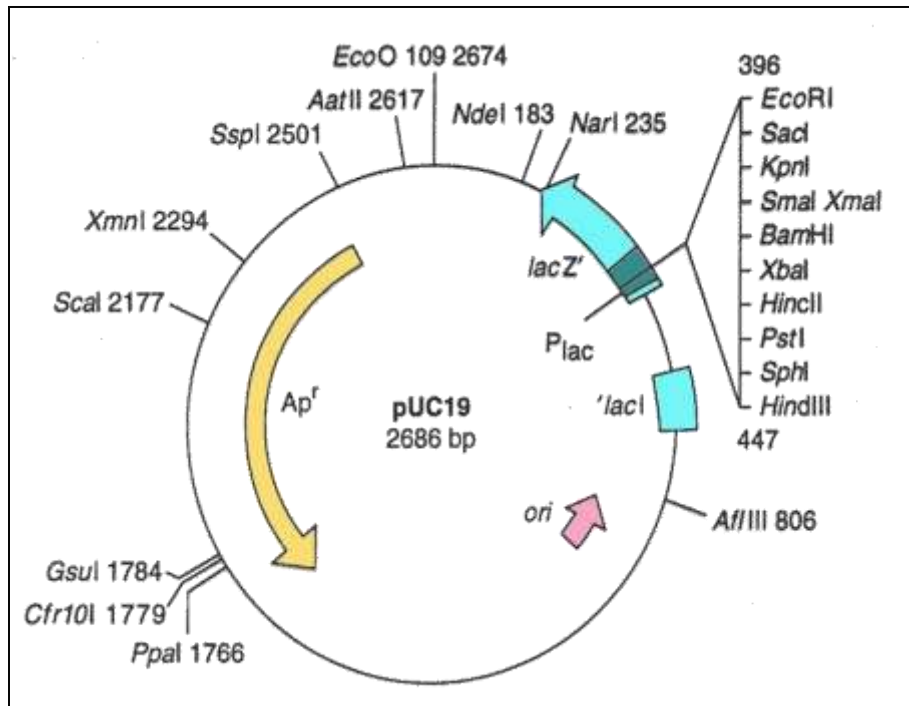 EcoO 109 2674
AatII 2617
SspI 2501
XmnI 2294
ScaI 2177
NdeI 183
NarI 235
396
EcoRI
SacI
KpnI
SmaI XmaI
BamHI
XbaI
HincII
PstI
SphI
HindIII
447
lacZ'
Plac
'lacI
Apr
pUC19
2686 bp
ori
AflIII 806
GsuI 1784
Cfr10I 1779
PpaI 1766